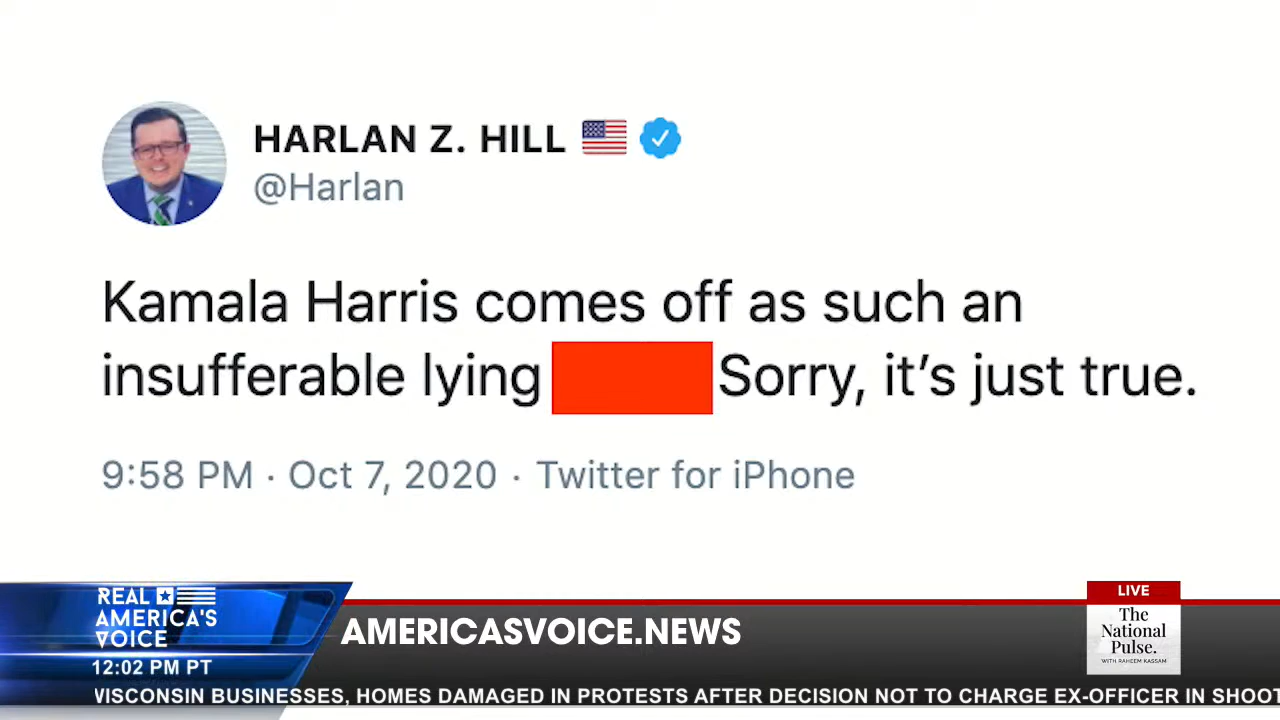 HARLAN Z. HILL
@Harlan
Kamala Harris comes off as such an
insufferable lying Sorry, it’s just true.
9:58 PM · Oct 7, 2020 · Twitter for iPhone
REAL
AMERICA'S
VOICE
12:02 PM PT
AMERICASVOICE.NEWS
LIVE
The
National
Pulse.
WITH RAHEEM KASSAM
VISCONSIN BUSINESSES, HOMES DAMAGED IN PROTESTS AFTER DECISION NOT TO CHARGE EX-OFFICER IN SHOOT